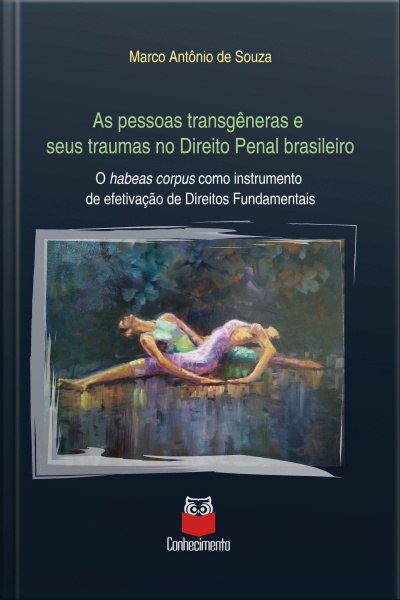 Marco Antônio de Souza
As pessoas transgêneras e
seus traumas no Direito Penal brasileiro
O habeas corpus como instrumento
de efetivação de Direitos Fundamentais
Conhecimento